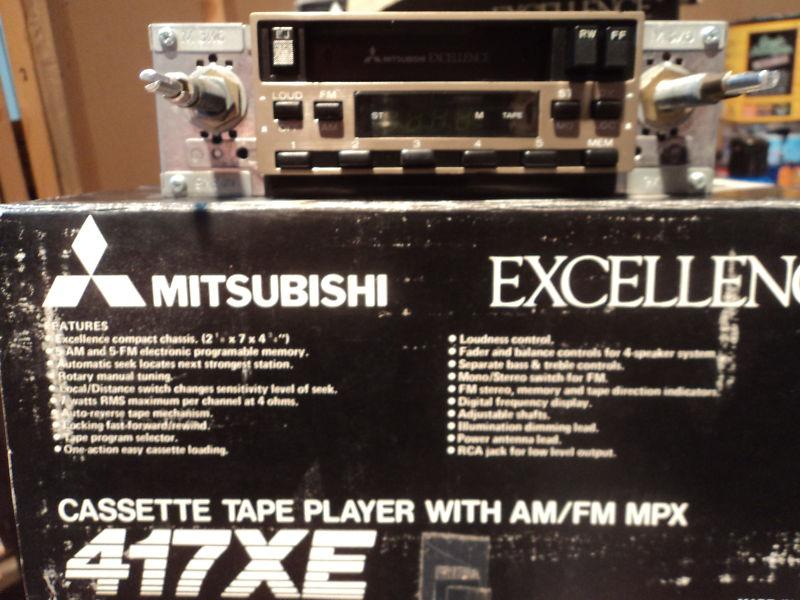 EXCELLENCE
M 3X6
M 5X6
RW FF
MITSUBISHI EXCELLENCE
LOUD FM
ST M TAPE
1 2 3 4 5 MEM
MITSUBISHI EXCELLENC
EATURES
Excellence compact chassis.
5-AM and 5-FM electronic programable memory.
Automatic seek locates next strongest station.
Rotary manual tuning.
Local/Distance switch changes sensitivity level of seek.
7 watts RMS maximum per channel at 4 ohms.
Auto-reverse tape mechanism.
Locking fast-forward/rewind.
Tape program selector.
One-action easy cassette loading.
Loudness control.
Fader and balance controls for 4-speaker system.
Separate bass & treble controls.
Mono/Stereo switch for FM.
FM stereo, memory and tape direction indicators.
Digital frequency display.
Adjustable shafts.
Illumination dimming lead.
Power antenna lead.
RCA jack for low level output.
CASSETTE TAPE PLAYER WITH AM/FM MPX
417XE